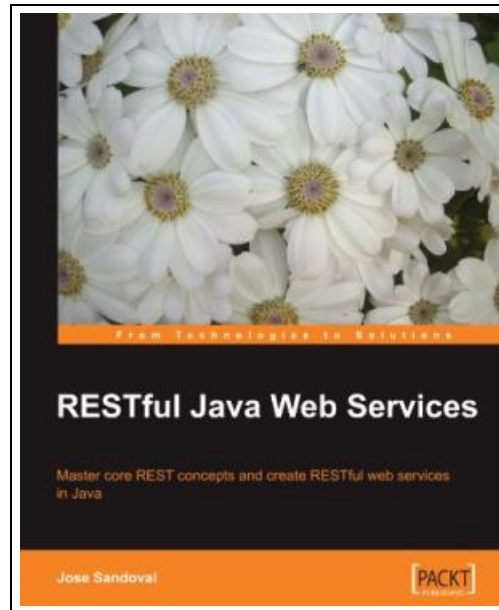 From Technologies to Solutions
RESTful Java Web Services
Master core REST concepts and create RESTful web services
in Java
Jose Sandoval
[PACKT]
PUBLISHING